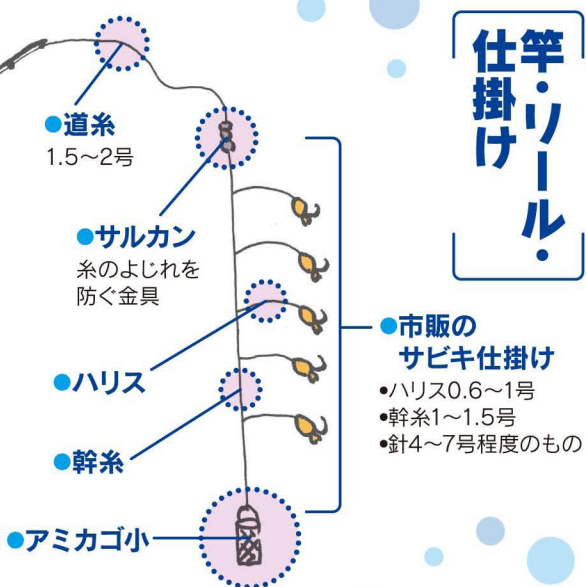 竿・リール・
仕掛け
●道糸
1.5〜2号
●サルカン
糸のよじれを
防ぐ金具
●ハリス
●幹糸
●アミカゴ小
●市販の
サビキ仕掛け
•ハリス0.6〜1号
•幹糸1〜1.5号
•針4〜7号程度のもの